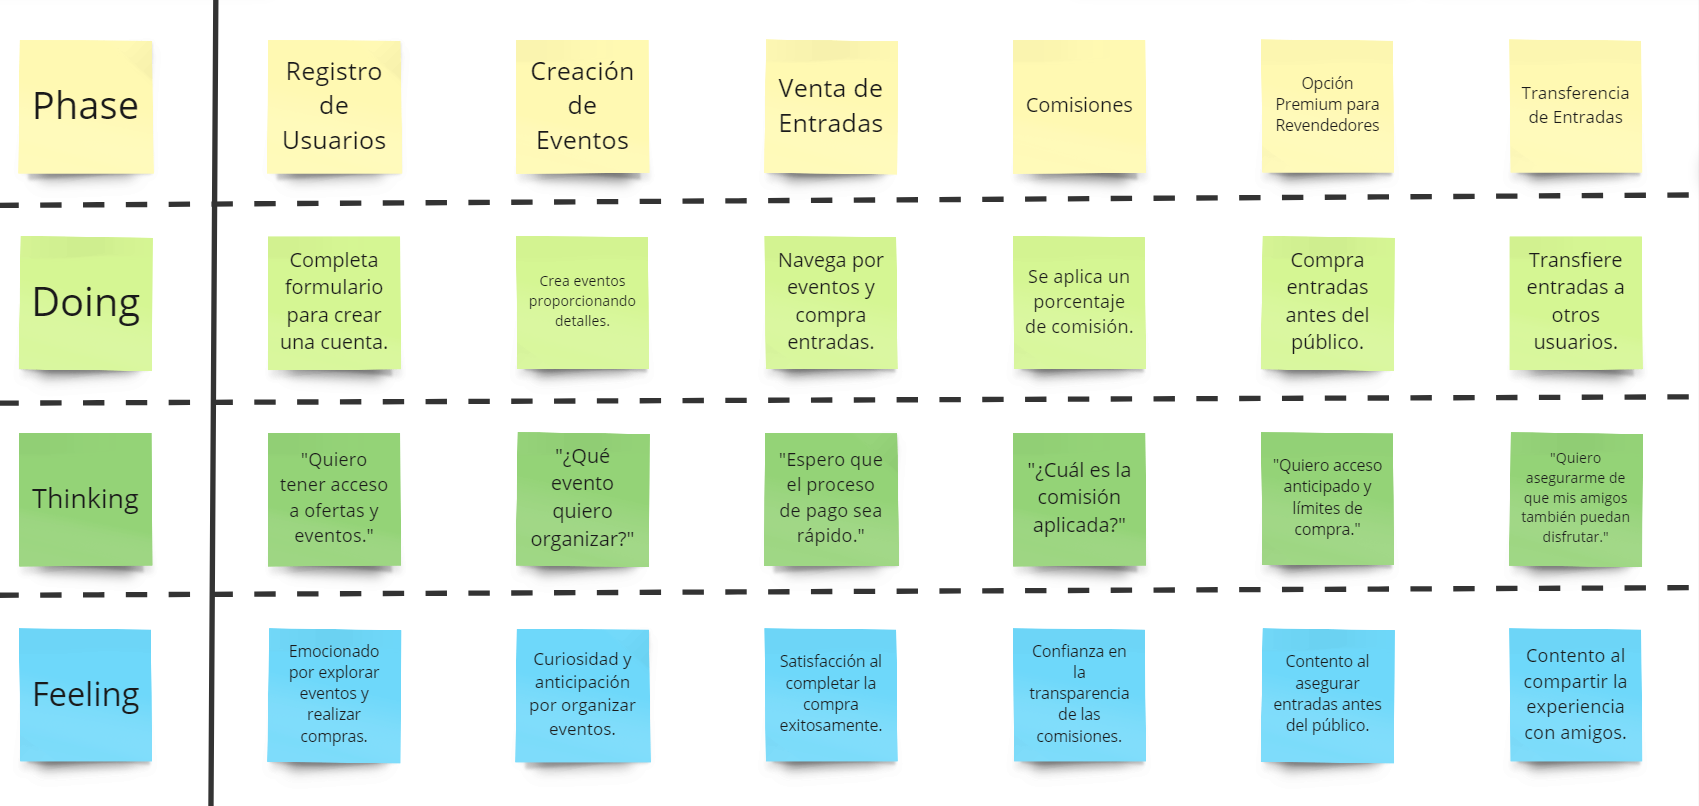 Phase
Registro
de
Usuarios
Creación
de
Eventos
Venta de
Entradas
Comisiones
Opción
Premium para
Revendedores
Transferencia
de Entradas
Doing
Completa
formulario
para crear
una cuenta.
Crea eventos
proporcionando
detalles.
Navega por
eventos y
compra
entradas.
Se aplica un
porcentaje
de comisión.
Compra
entradas
antes del
público.
Transfiere
entradas a
otros
usuarios.
Thinking
"Quiero
tener acceso
a ofertas y
eventos."
"¿Qué
evento
quiero
organizar?"
"Espero que
el proceso
de pago sea
rápido."
"¿Cuál es la
comisión
aplicada?"
"Quiero acceso
anticipado y
límites de
compra."
"Quiero
asegurarme de
que mis amigos
también puedan
disfrutar."
Feeling
Emocionado
por explorar
eventos y
realizar
compras.
Curiosidad y
anticipación
por organizar
eventos.
Satisfacción al
completar la
compra
exitosamente.
Confianza en
la
transparencia
de las
comisiones.
Contento al
asegurar
entradas antes
del público.
Contento al
compartir la
experiencia
con amigos.